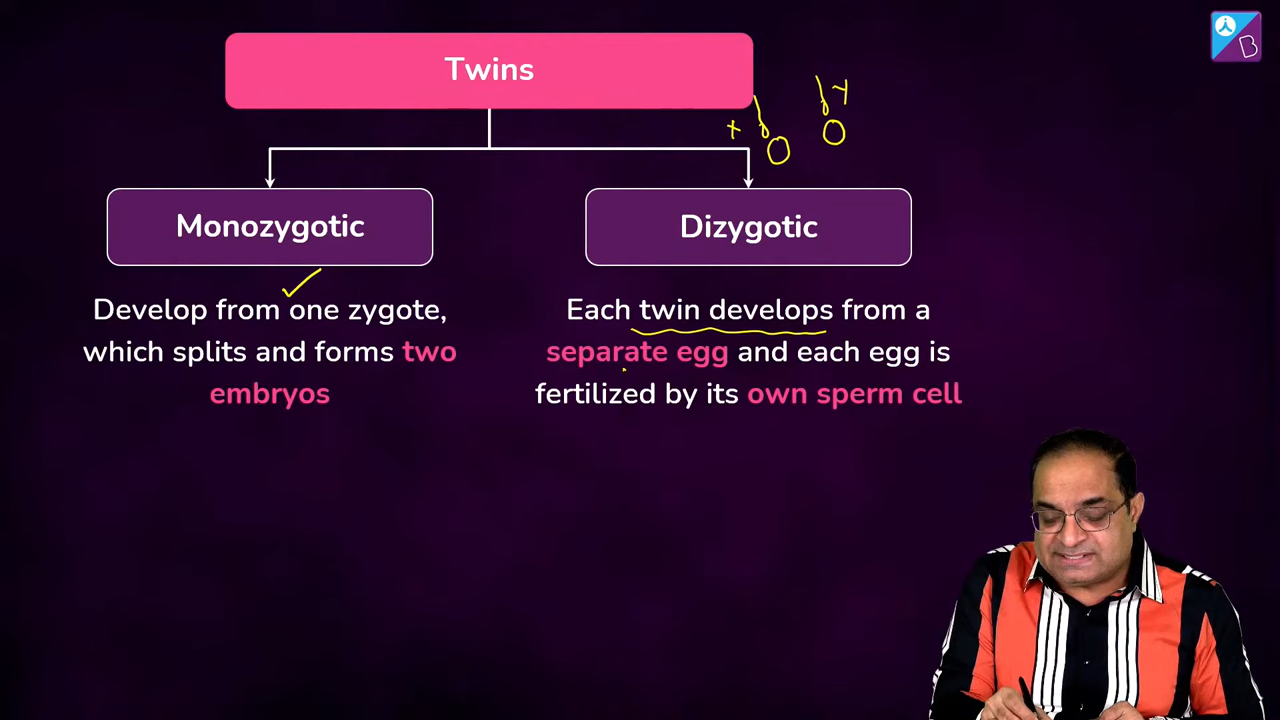 Twins
x
y
Monozygotic
Dizygotic
Develop from one zygote,
which splits and forms two
embryos
Each twin develops from a
separate egg and each egg is
fertilized by its own sperm cell
B